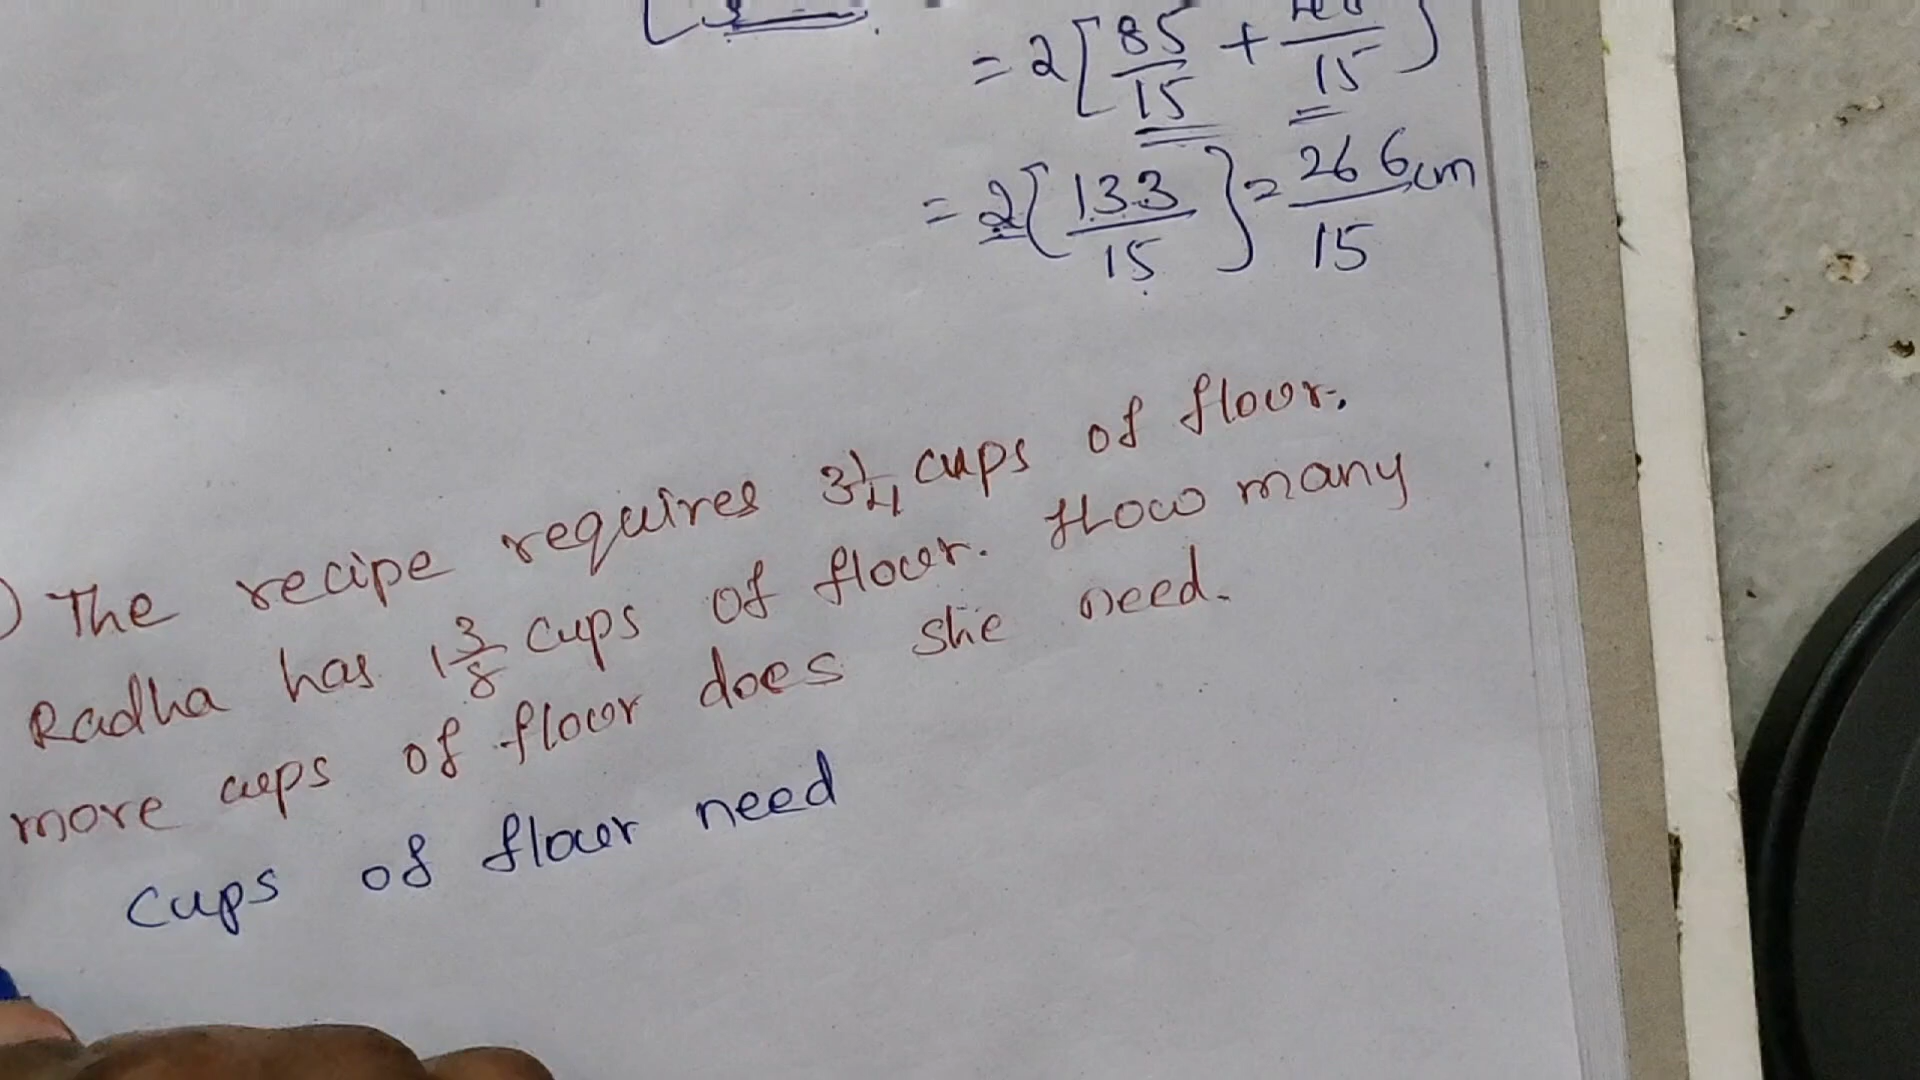 = 2[85/15 + /15]
= 2[133/15] = 266/15 cm
) The recipe requires 3 1/4 cups of flour.
Radha has 1 3/8 cups of flour. How many
more cups of flour does she need.
Cups of flour need